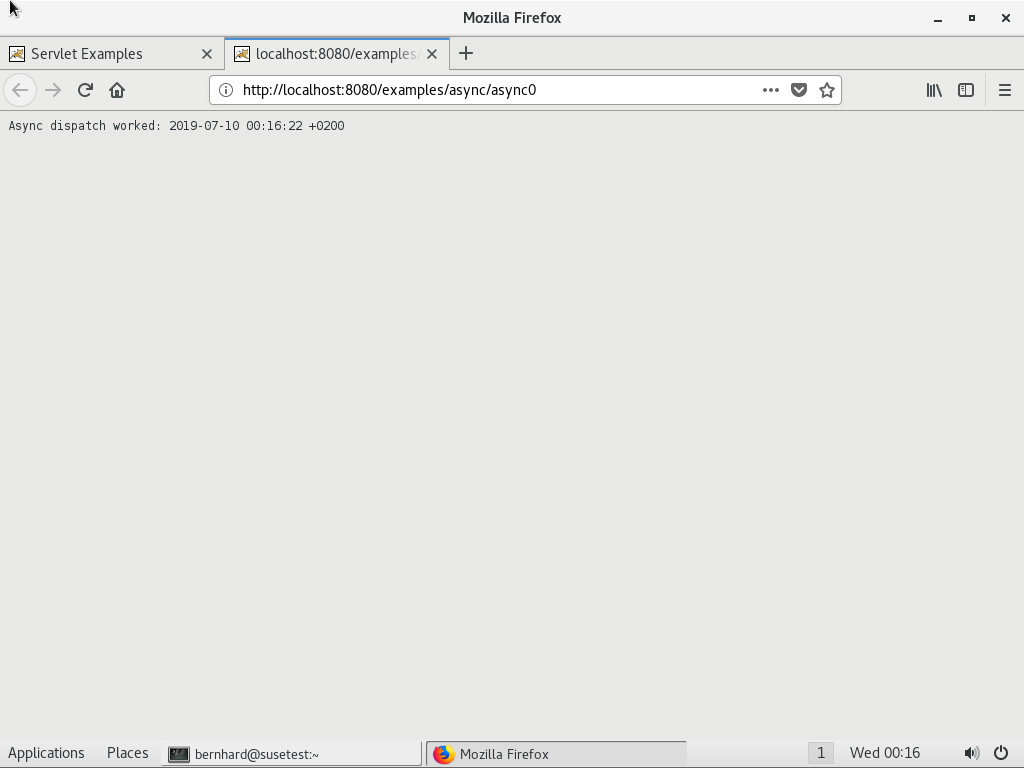 Mozilla Firefox
Servlet Examples
localhost:8080/examples/
http://localhost:8080/examples/async/async0
Async dispatch worked: 2019-07-10 00:16:22 +0200
Applications Places bernhard@susetest:~ Mozilla Firefox 1 Wed 00:16